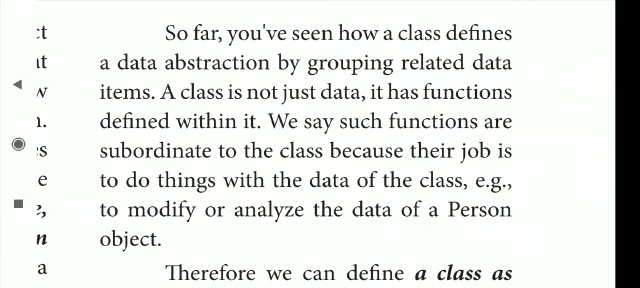 So far, you've seen how a class defines
a data abstraction by grouping related data
items. A class is not just data, it has functions
defined within it. We say such functions are
subordinate to the class because their job is
to do things with the data of the class, e.g.,
to modify or analyze the data of a Person
object.
Therefore we can define a class as